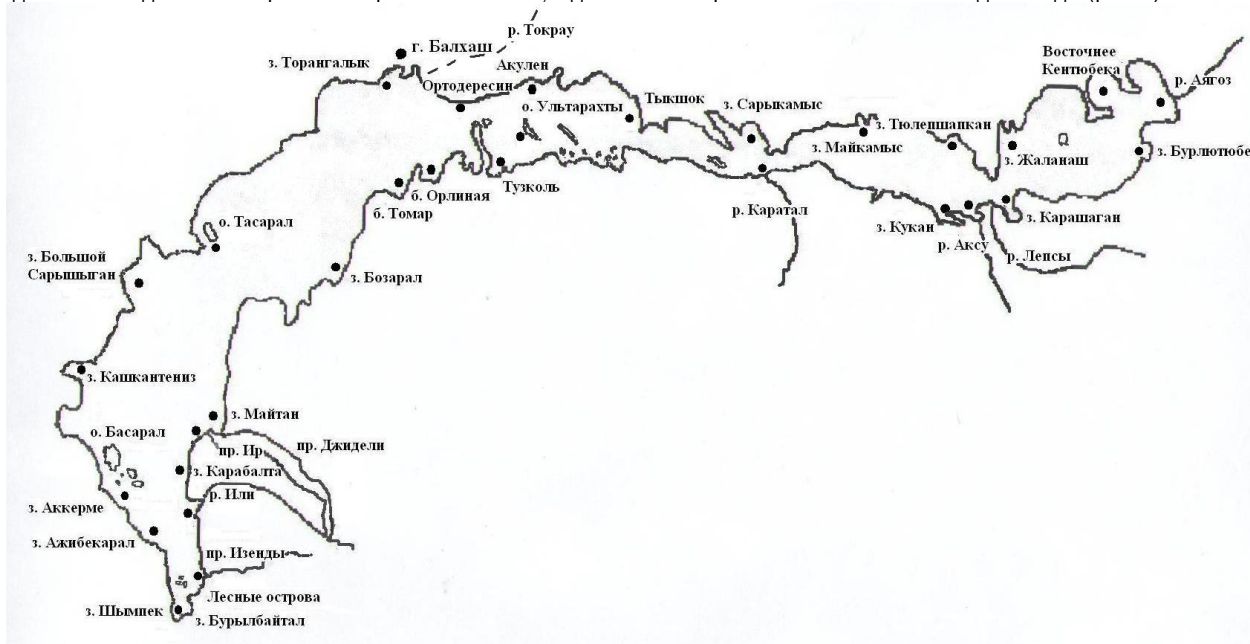 р. Токрау
г. Балхаш
з. Торангалык
Ортодересин
Акулен
о. Ультарахты
Тыкшок
з. Сарыкамыс
з. Майкамыс
з. Тюлепшапкан
Восточнее
Кентюбека
р. Аягоз
з. Жаланаш
з. Бурлютюбе
б. Орлиная
Тузколь
б. Томар
р. Каратал
з. Кукан
з. Карашаган
р. Аксу
р. Лепсы
о. Тасарал
з. Большой
Сарышыган
з. Бозарал
з. Кашкантениз
з. Майтан
о. Басарал
пр. Ир
пр. Джидели
з. Карабалта
р. Или
з. Аккерме
з. Ажибекарал
пр. Изенды
Лесные острова
з. Шымпек
з. Бурылбайтал